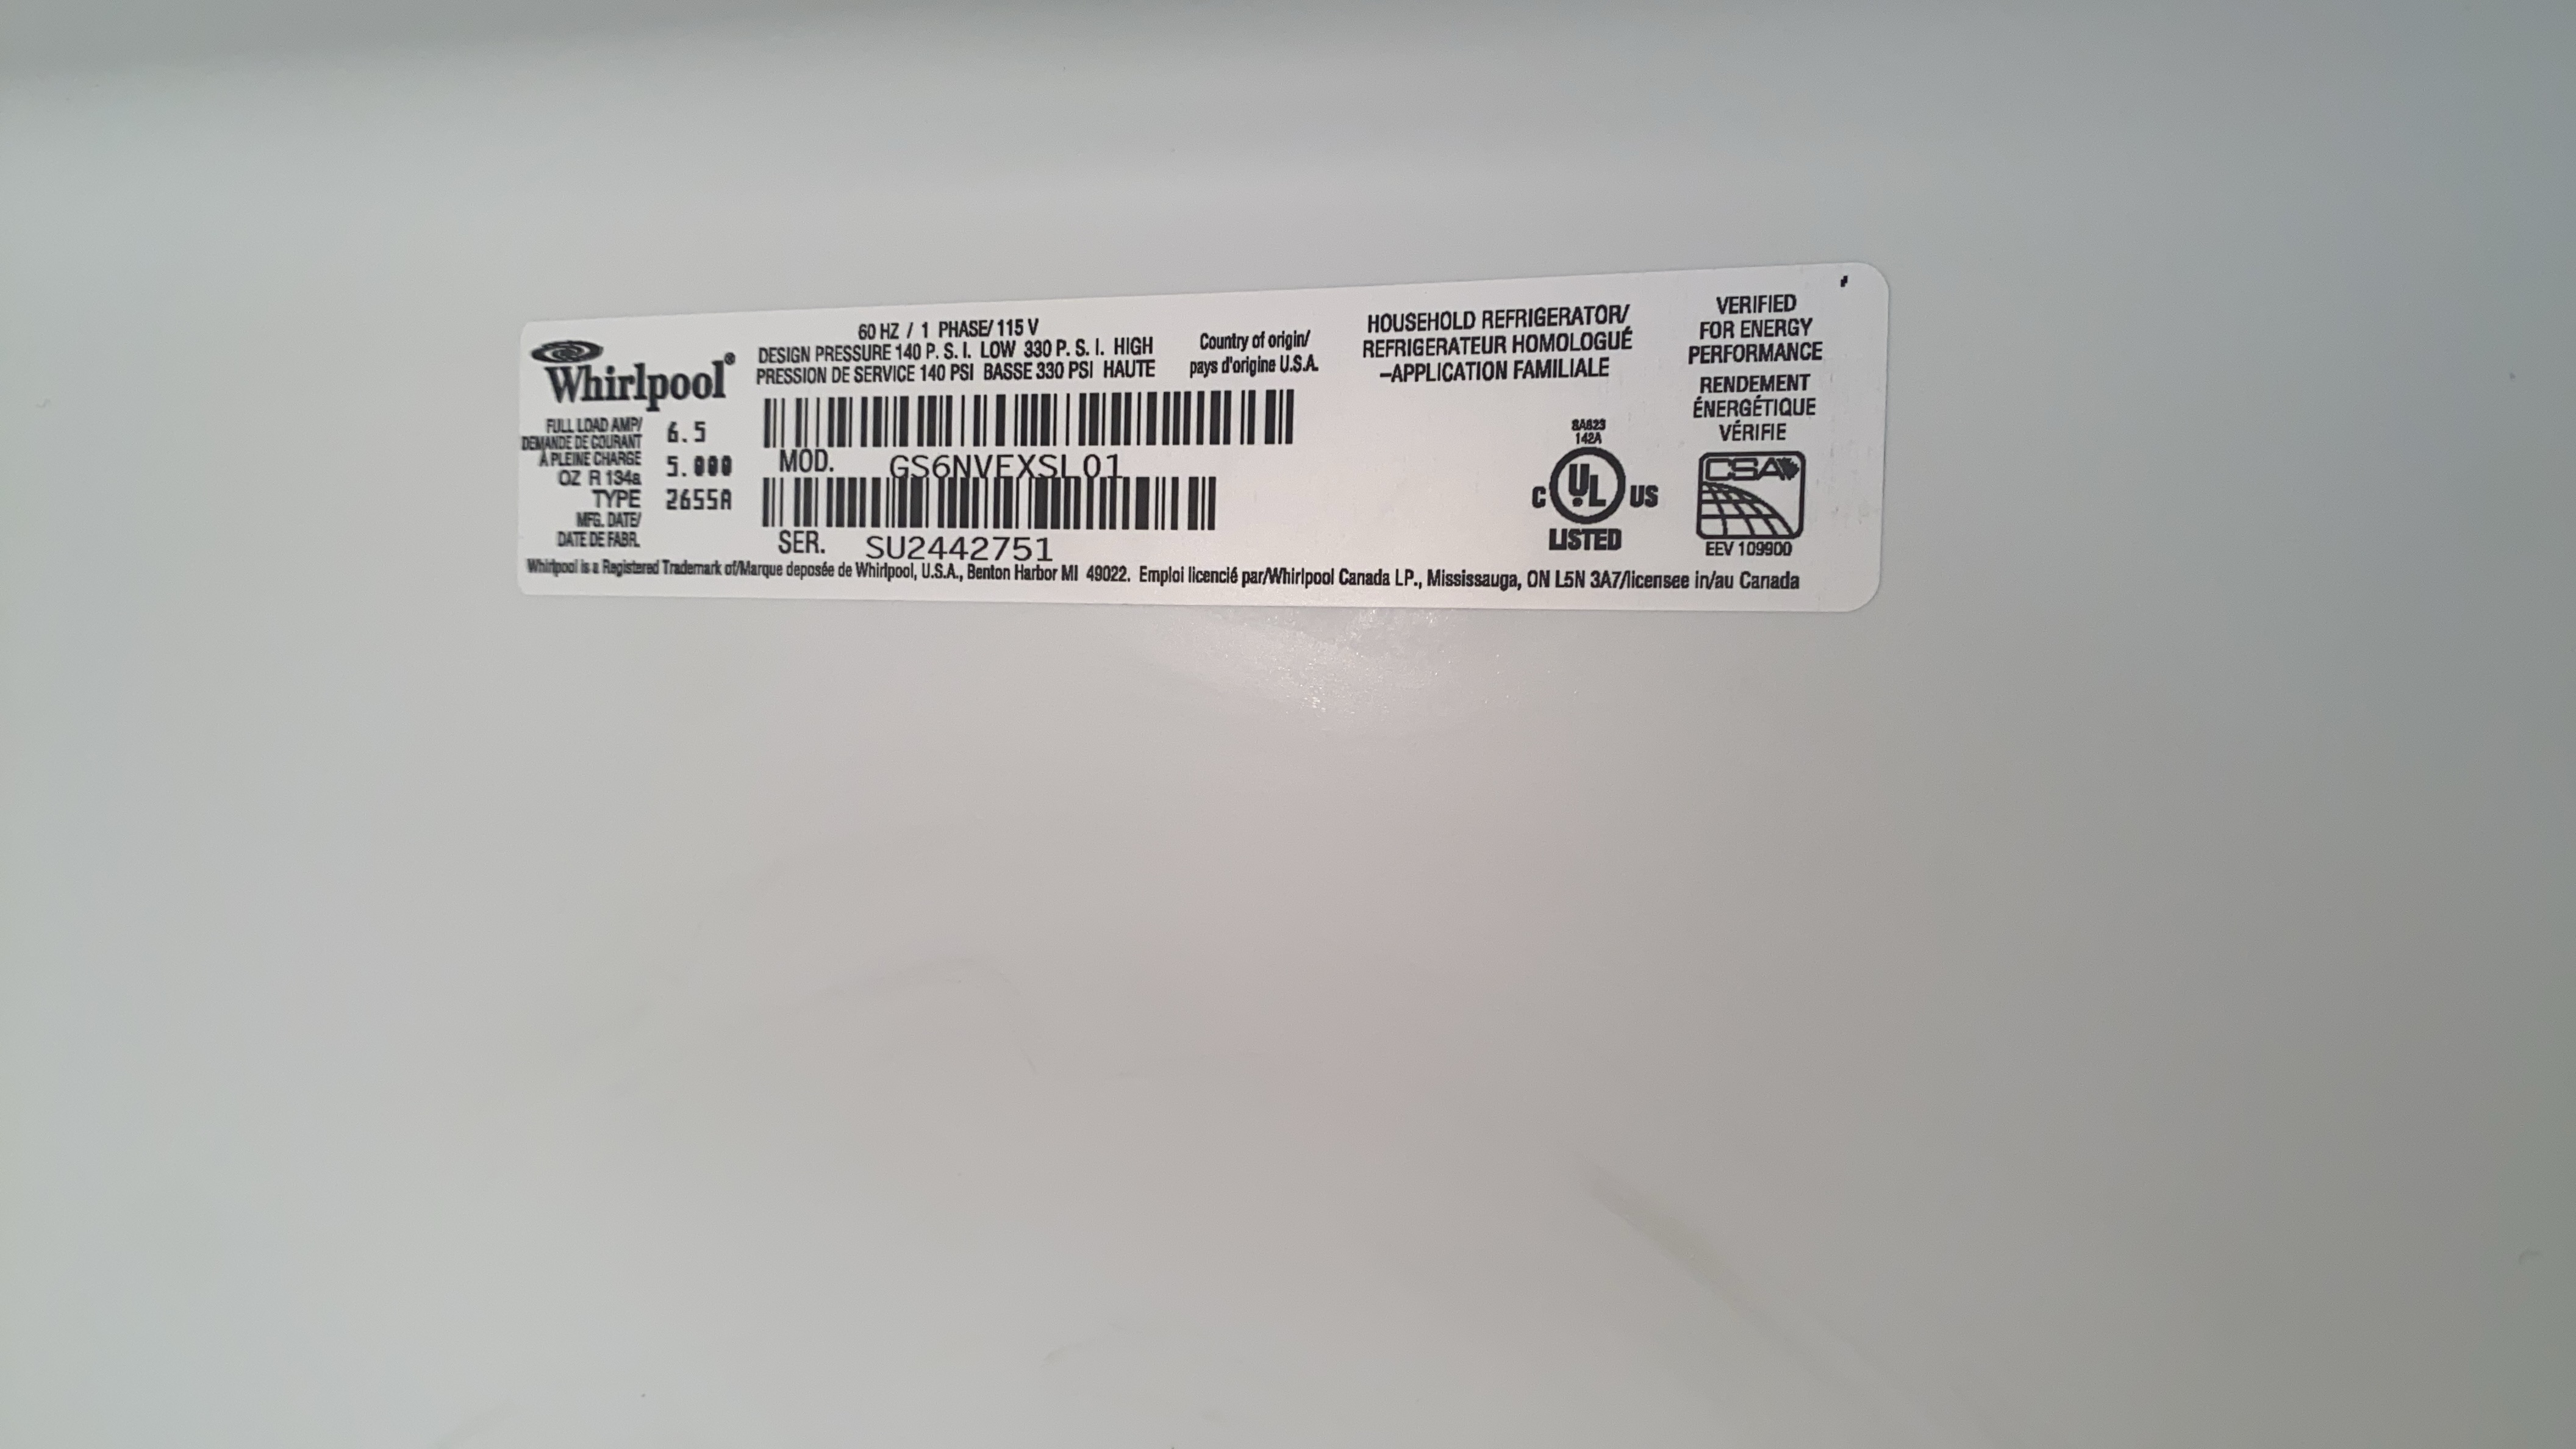 Whirlpool®
60 HZ / 1 PHASE/ 115 V
DESIGN PRESSURE 140 P. S. I. LOW 330 P. S. I. HIGH
PRESSION DE SERVICE 140 PSI BASSE 330 PSI HAUTE
Country of origin/
pays d'origine U.S.A.
HOUSEHOLD REFRIGERATOR/
REFRIGERATEUR HOMOLOGUÉ
-APPLICATION FAMILIALE
VERIFIED
FOR ENERGY
PERFORMANCE
RENDEMENT
ÉNERGÉTIQUE
VÉRIFIE
FULL LOAD AMP/
DEMANDE DE COURANT
À PLEINE CHARGE
6.5
OZ R 134a
5.000
TYPE 2655A
MFG. DATE/
DATE DE FABR.
MOD. GS6NVEXSL01
SER. SU2442751
8A823
142A
C UL US
LISTED
CSA
EEV 109900
Whirlpool is a Registered Trademark of/Marque deposée de Whirlpool, U.S.A., Benton Harbor MI 49022. Emploi licencié par/Whirlpool Canada LP., Mississauga, ON L5N 3A7/licensee in/au Canada